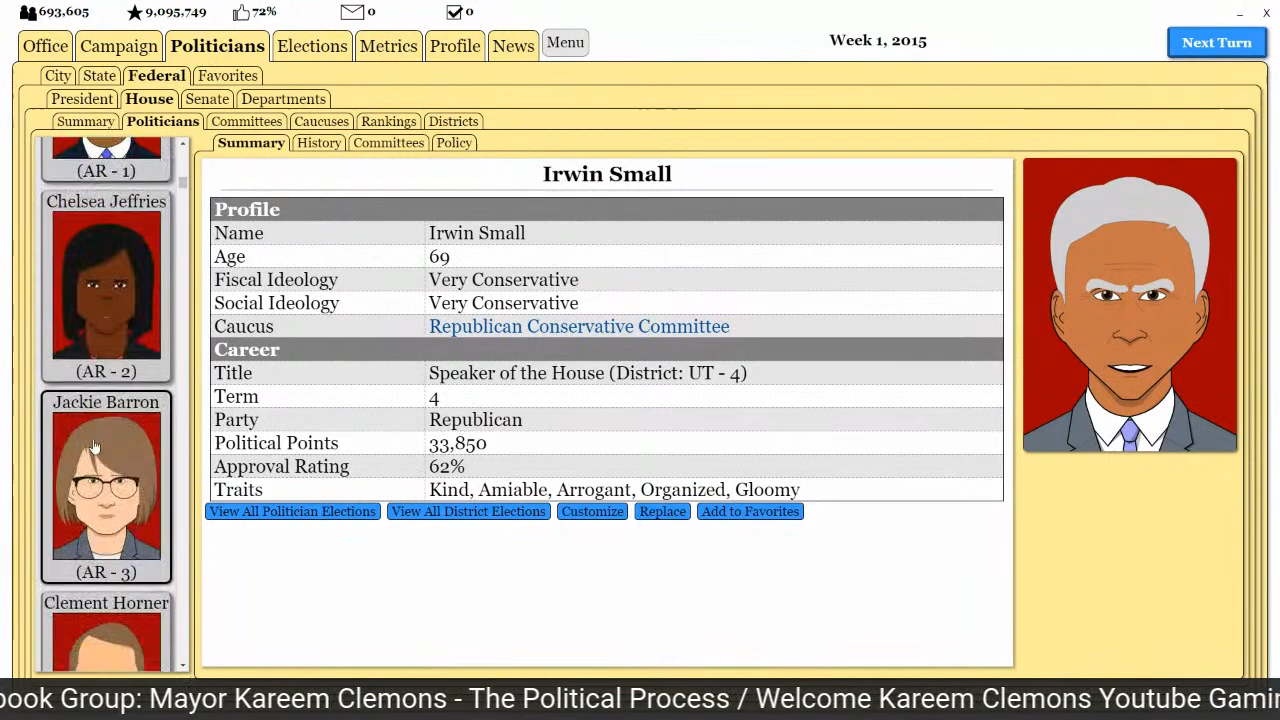 693,605 9,095,749 72% 0 0 _ X
Office Campaign Politicians Elections Metrics Profile News Menu Week 1, 2015 Next Turn
City State Federal Favorites
President House Senate Departments
Summary Politicians Committees Caucuses Rankings Districts
Summary History Committees Policy
(AR - 1)
Chelsea Jeffries
(AR - 2)
Jackie Barron
(AR - 3)
Clement Horner
Irwin Small
Profile
Name Irwin Small
Age 69
Fiscal Ideology Very Conservative
Social Ideology Very Conservative
Caucus Republican Conservative Committee
Career
Title Speaker of the House (District: UT - 4)
Term 4
Party Republican
Political Points 33,850
Approval Rating 62%
Traits Kind, Amiable, Arrogant, Organized, Gloomy
View All Politician Elections View All District Elections Customize Replace Add to Favorites
book Group: Mayor Kareem Clemons - The Political Process / Welcome Kareem Clemons Youtube Gami